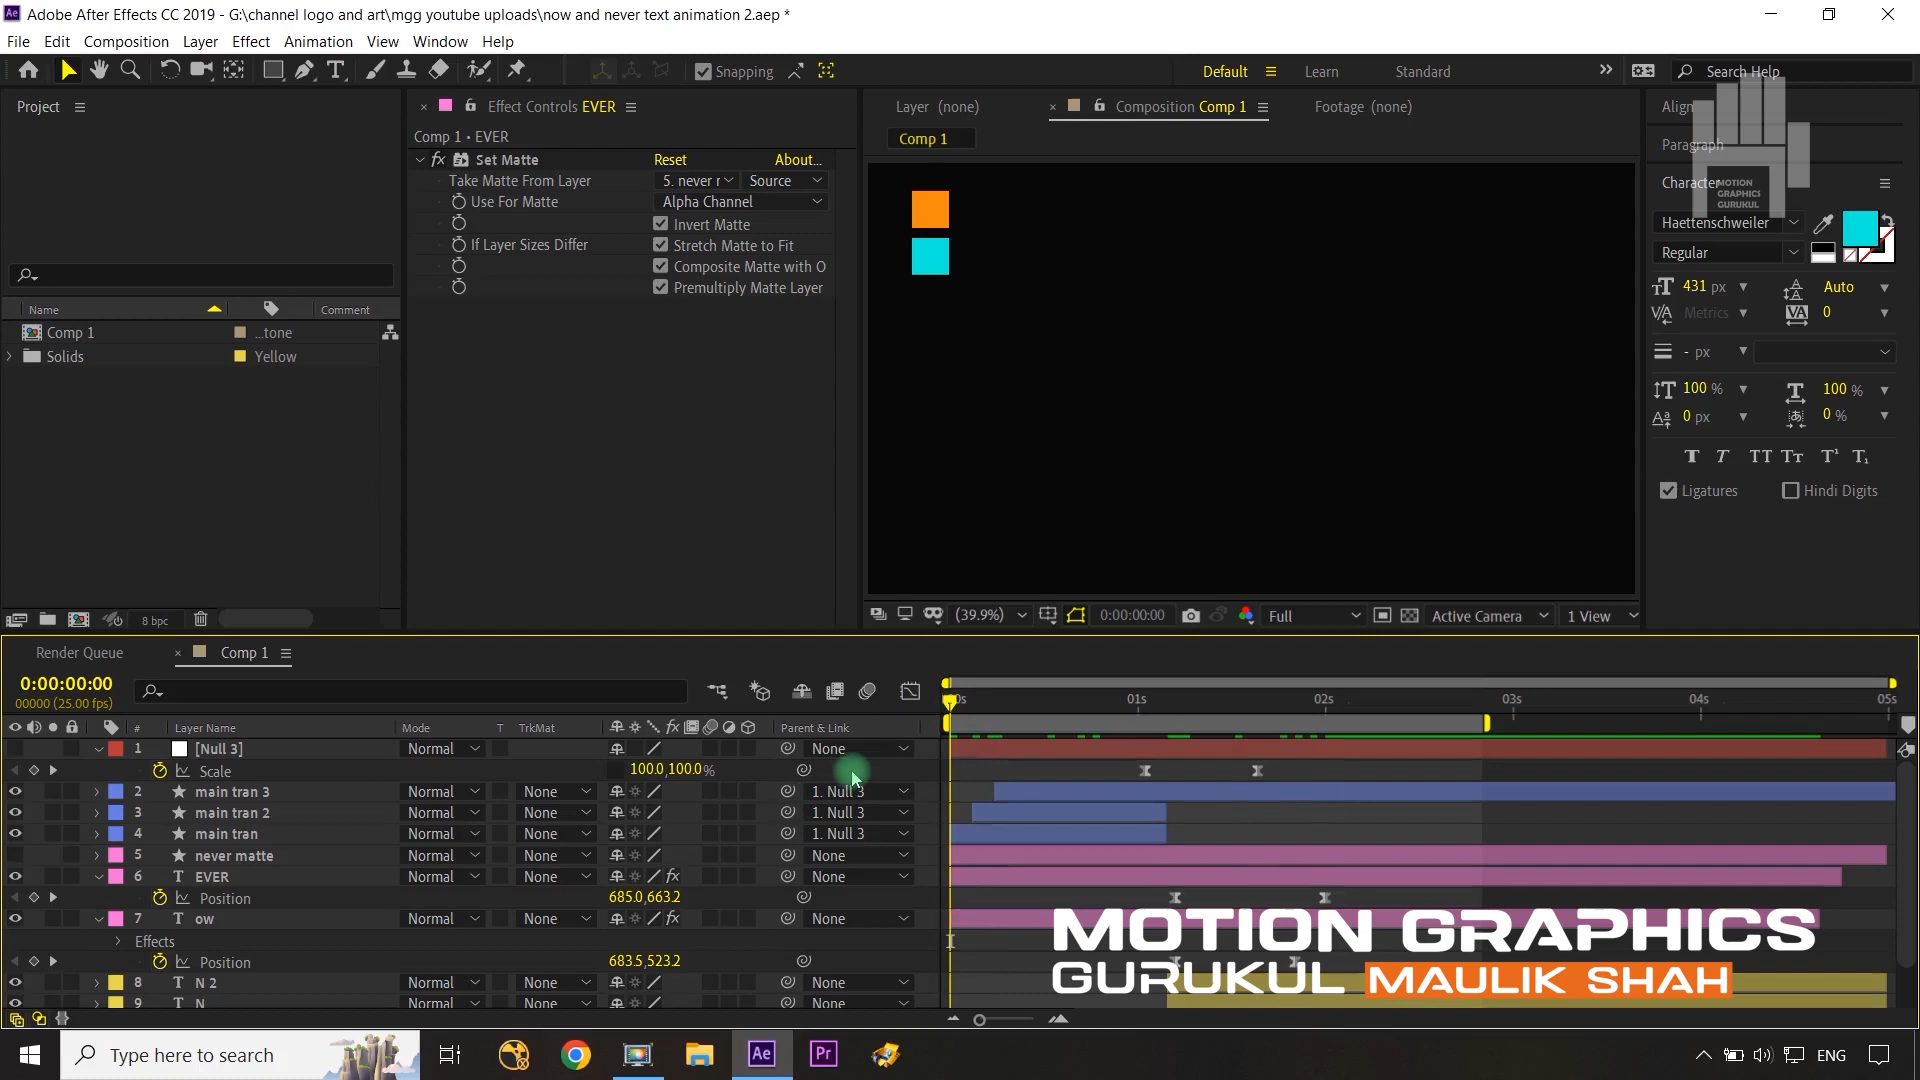 Adobe After Effects CC 2019 - G:\channel logo and art\mgg youtube uploads\now and never text animation 2.aep *
File Edit Composition Layer Effect Animation View Window Help
Snapping Default Learn Standard Search Help
Project
Name Comment
Comp 1 ...tone
Solids Yellow
8 bpc
Effect Controls EVER
Comp 1 • EVER
fx Set Matte Reset About...
Take Matte From Layer 5. never r Source
Use For Matte Alpha Channel
Invert Matte
If Layer Sizes Differ Stretch Matte to Fit
Composite Matte with O
Premultiply Matte Layer
Layer (none) Composition Comp 1 Footage (none)
Comp 1
(39.9%) 0:00:00:00 Full Active Camera 1 View
Align
Paragraph
Character
MOTION
GRAPHICS
GURUKUL
Haettenschweiler
Regular
431 px Auto
Metrics 0
- px
100 % 100 %
0 px 0 %
Ligatures Hindi Digits
Render Queue Comp 1
0:00:00:00
00000 (25.00 fps)
01s 02s 03s 04s 05s
# Layer Name Mode T TrkMat Parent & Link
1 [Null 3] Normal None
Scale 100.0,100.0%
2 main tran 3 Normal None 1. Null 3
3 main tran 2 Normal None 1. Null 3
4 main tran Normal None 1. Null 3
5 never matte Normal None None
6 T EVER Normal None fx None
Position 685.0,663.2
7 T ow Normal None fx None
Effects
Position 683.5,523.2
8 T N 2 Normal None None
9 T N Normal None None
MOTION GRAPHICS
GURUKUL MAULIK SHAH
Type here to search Ae Pr ENG